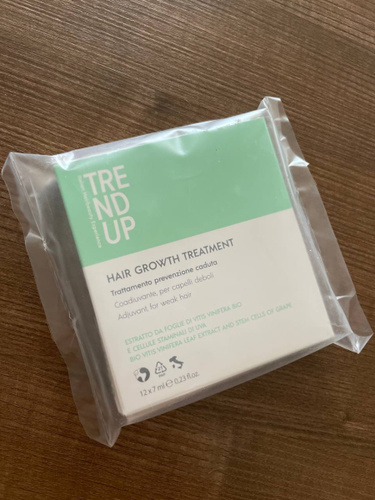 TRE
ND
UP
HAIR GROWTH TREATMENT
Trattamento prevenzione caduta
Coadiuvante, per capelli deboli
Adjuvant for weak hair
ESTRATTO DA FOGLIE DI VITIS VINIFERA BIO
E CELLULE STAMINALI DI UVA
BIO VITIS VINIFERA LEAF EXTRACT AND STEM CELLS OF GRAPE
12 x 7 ml ℮ 0,23 fl.oz.